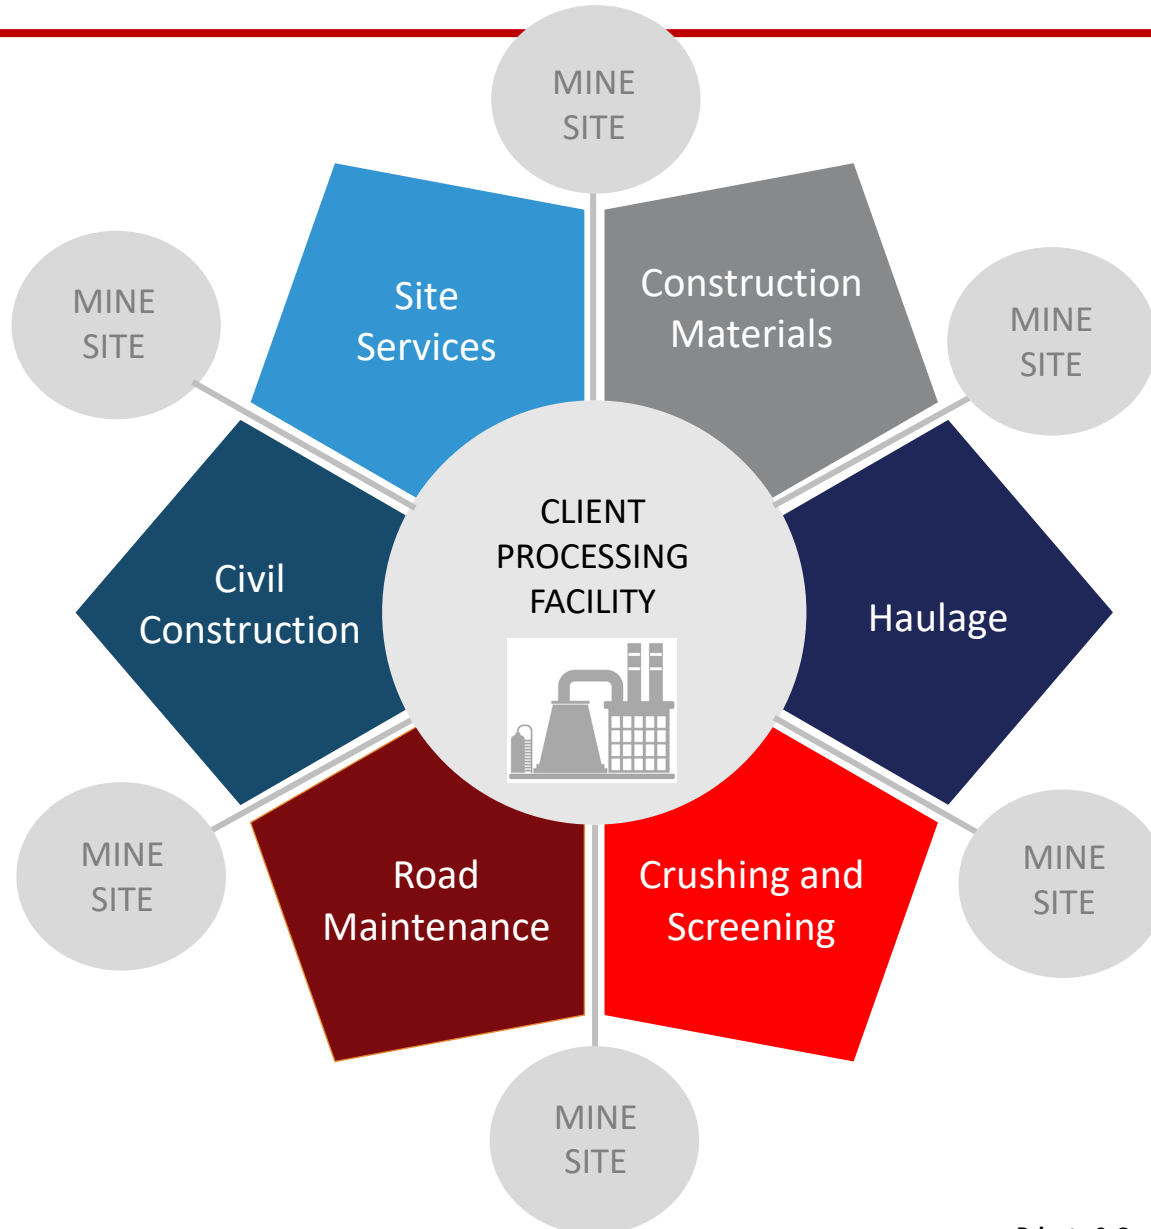 MINE
SITE
MINE
SITE
Site
Services
Construction
Materials
MINE
SITE
CLIENT
PROCESSING
FACILITY
Civil
Construction
Haulage
MINE
SITE
Road
Maintenance
Crushing and
Screening
MINE
SITE
MINE
SITE